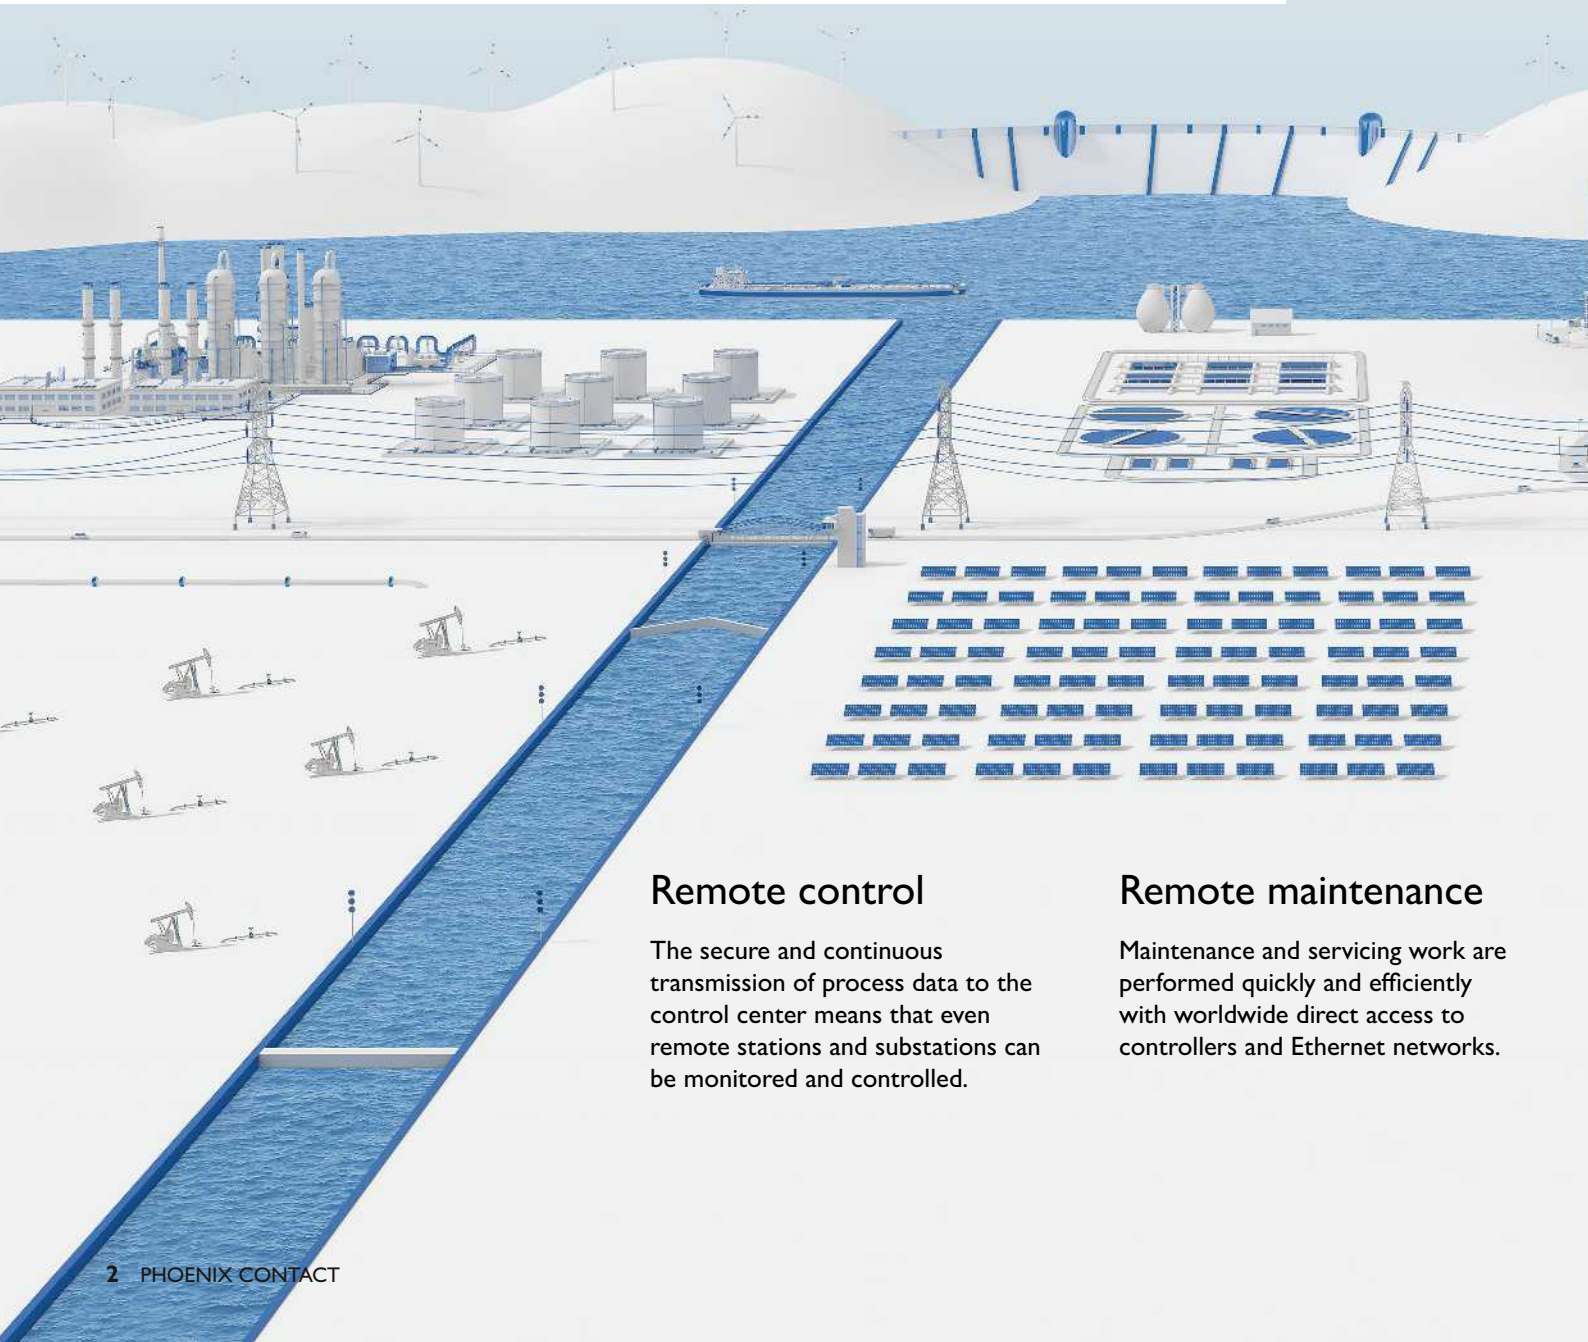 Remote control
The secure and continuous
transmission of process data to the
control center means that even
remote stations and substations can
be monitored and controlled.
Remote maintenance
Maintenance and servicing work are
performed quickly and efficiently
with worldwide direct access to
controllers and Ethernet networks.
2 PHOENIX CONTACT